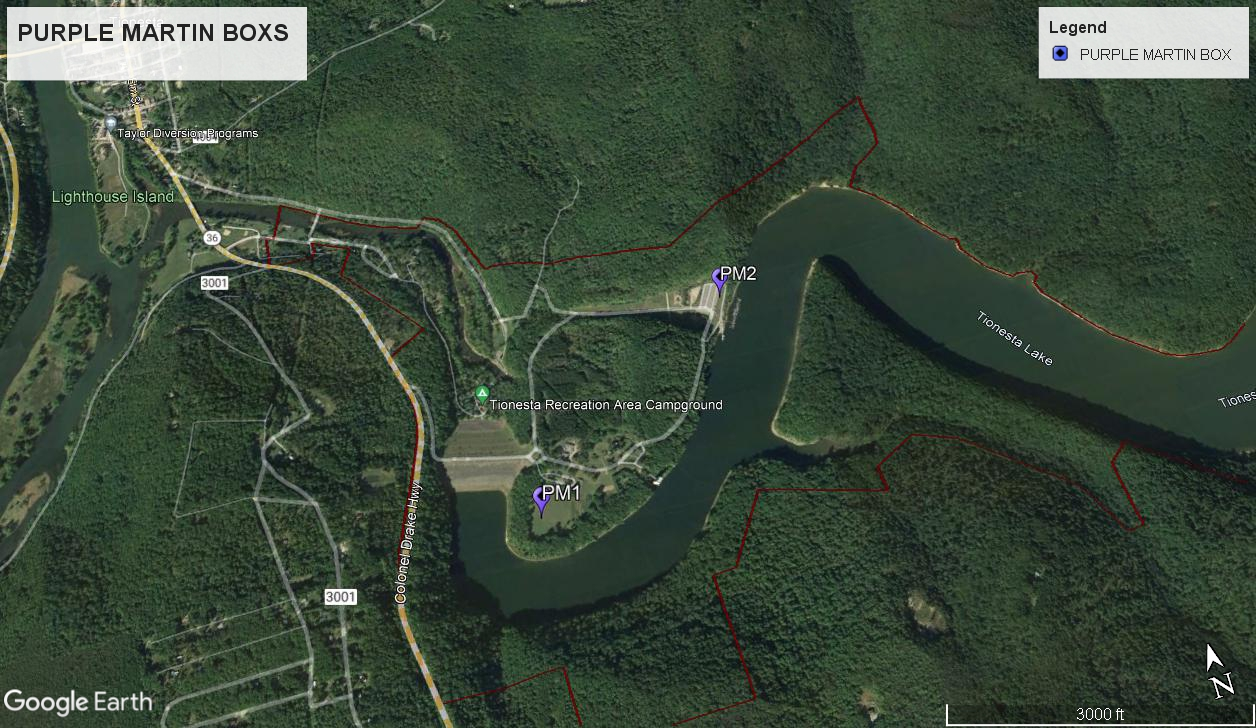 PURPLE MARTIN BOXS
Legend
PURPLE MARTIN BOX
Taylor Diversion Programs
Lighthouse Island
36
3001
PM2
Tionesta Lake
Tiones
Tionesta Recreation Area Campground
PM1
Colonel Drake Hwy
3001
Google Earth
N
3000 ft